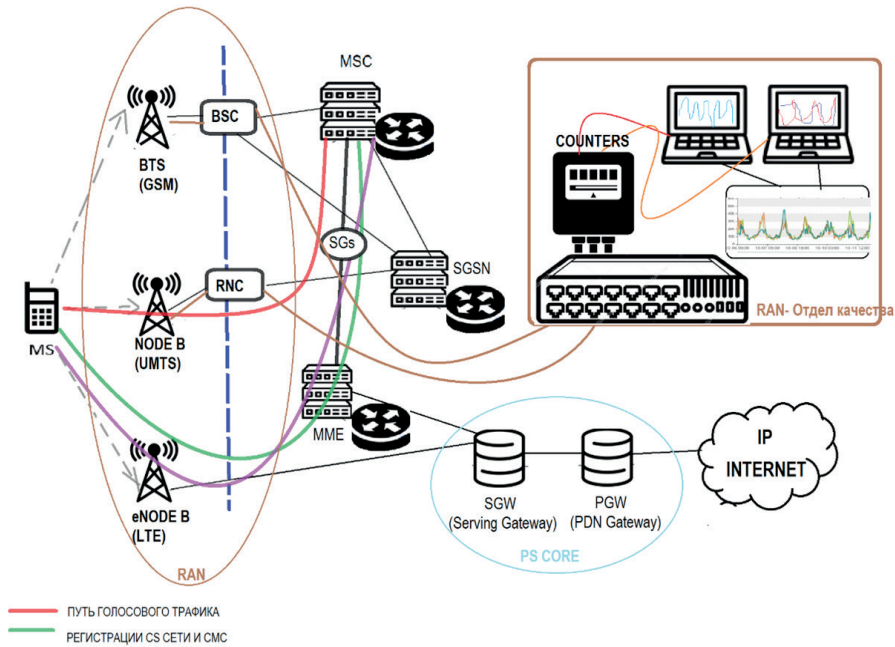 MSC
BSC
BTS
(GSM)
COUNTERS
SGs
SGSN
RNC
RAN- Отдел качества
MS
NODE B
(UMTS)
MME
IP
INTERNET
SGW
(Serving Gateway)
PGW
(PDN Gateway)
eNODE B
(LTE)
PS CORE
RAN
ПУТЬ ГОЛОСОВОГО ТРАФИКА
РЕГИСТРАЦИИ CS СЕТИ И СМС